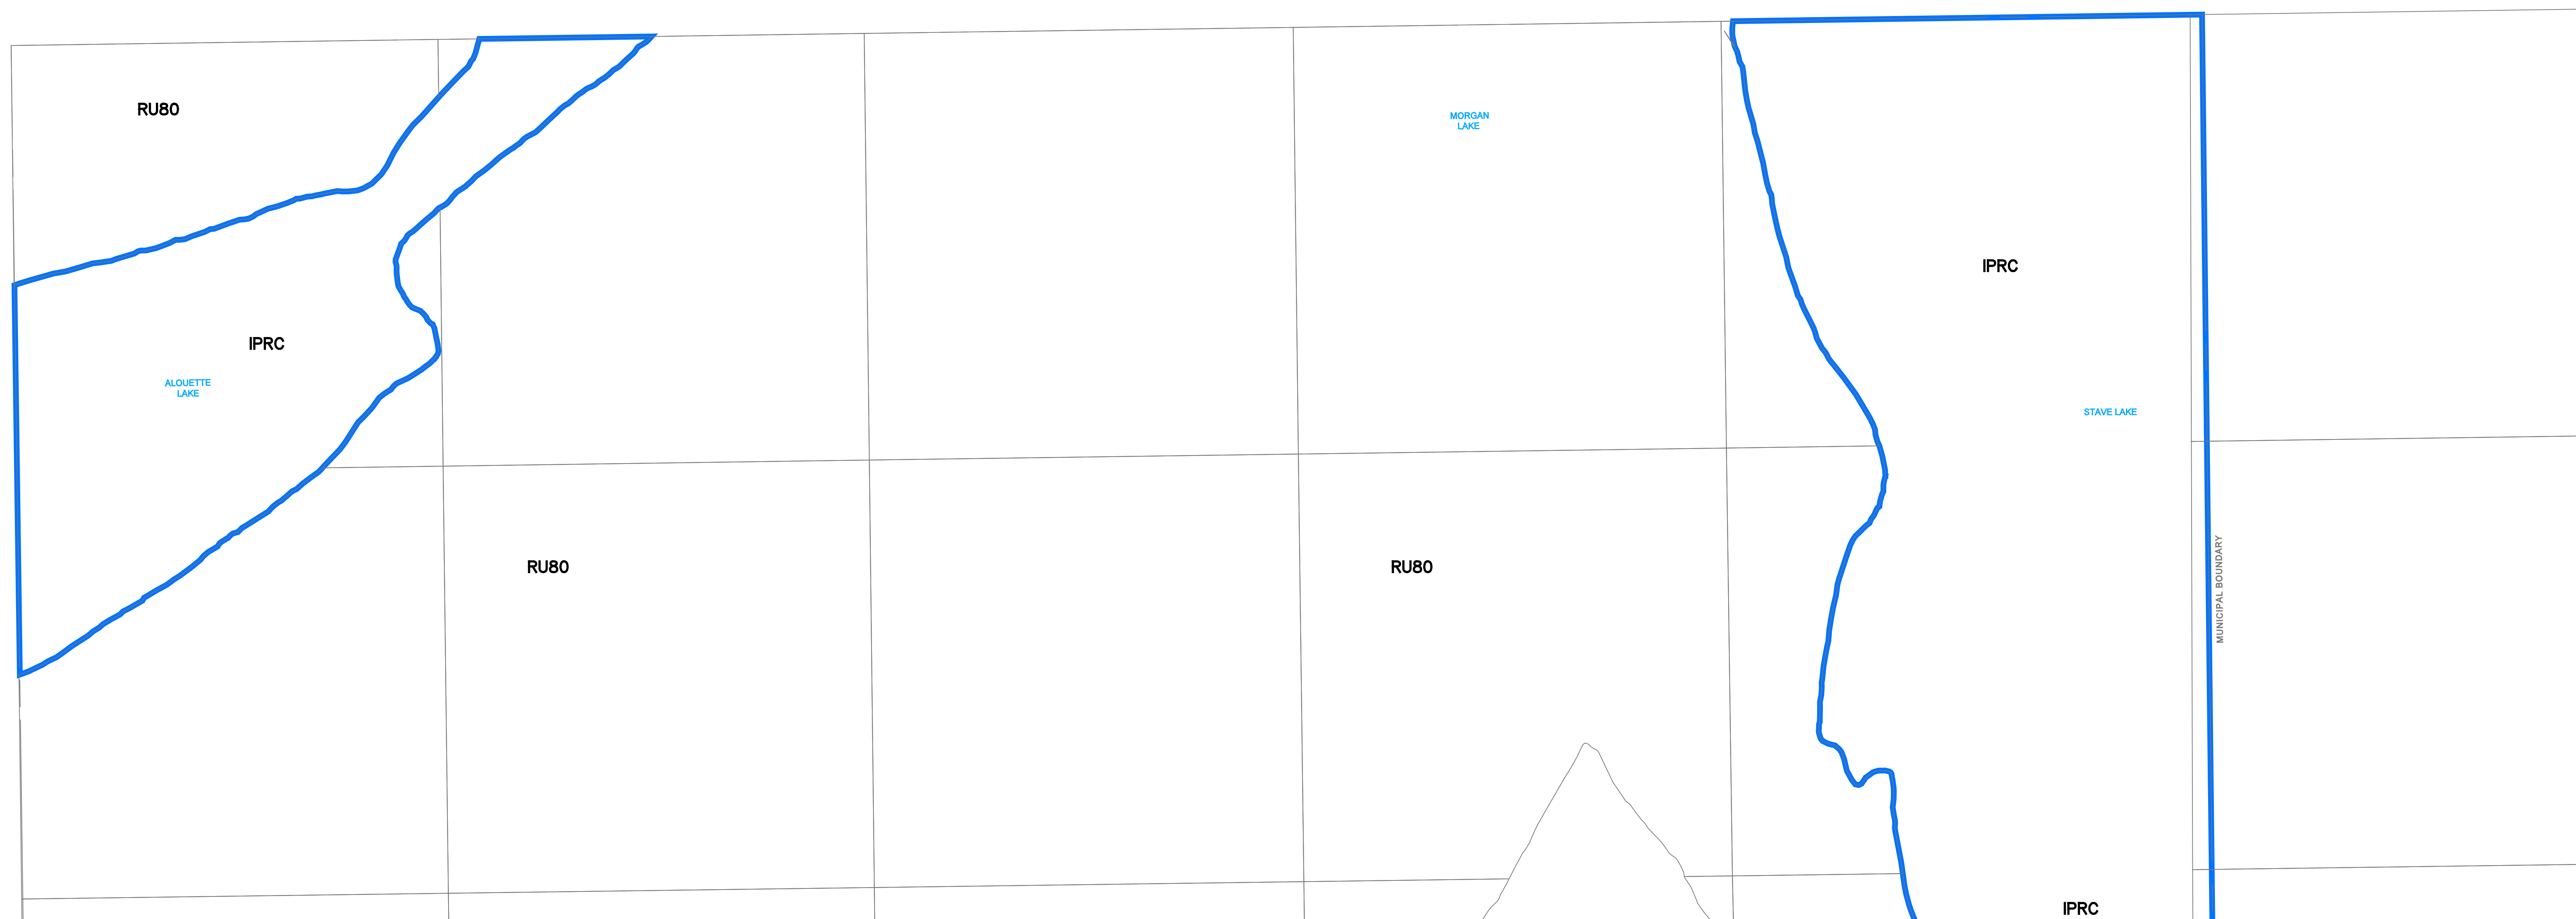 RU80
MORGAN
LAKE
IPRC
IPRC
ALOUETTE
LAKE
STAVE LAKE
RU80
RU80
MUNICIPAL BOUNDARY
IPRC